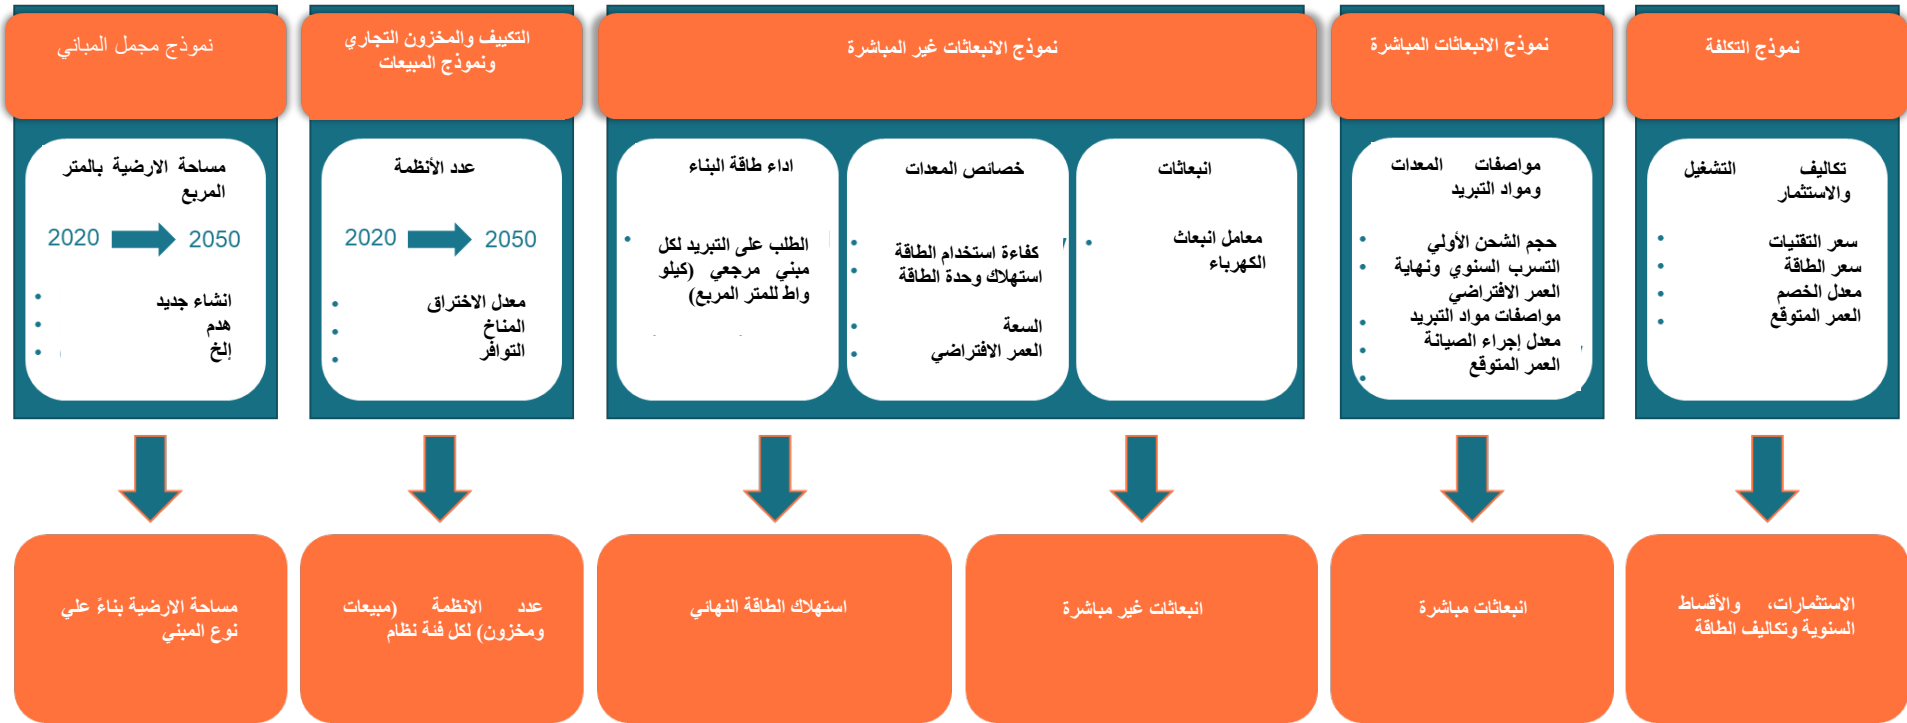 نموذج مجمل المباني
التكييف والمخزون التجاري
ونموذج المبيعات
نموذج الانبعاثات غير المباشرة
نموذج الانبعاثات المباشرة
نموذج التكلفة
مساحة الارضية بالمتر
المربع
2020
2050
انشاء جديد
هدم
إلخ
عدد الأنظمة
2020
2050
معدل الاختراق
المناخ
التوافر
اداء طاقة البناء
الطلب على التبريد لكل
مبني مرجعي (كيلو
واط للمتر المربع)
خصائص المعدات
كفاءة استخدام الطاقة
استهلاك وحدة الطاقة
السعة
العمر الافتراضي
انبعاثات
معامل انبعاث
الكهرباء
مواصفات المعدات
ومواد التبريد
حجم الشحن الأولي
التسرب السنوي ونهاية
العمر الافتراضي
مواصفات مواد التبريد
معدل إجراء الصيانة
العمر المتوقع
تكاليف التشغيل
والاستثمار
سعر التقنيات
سعر الطاقة
معدل الخصم
العمر المتوقع
مساحة الارضية بناءً علي
نوع المبني
عدد الانظمة (مبيعات
ومخزون) لكل فئة نظام
استهلاك الطاقة النهائي
انبعاثات غير مباشرة
انبعاثات مباشرة
الاستثمارات، والأقساط
السنوية وتكاليف الطاقة